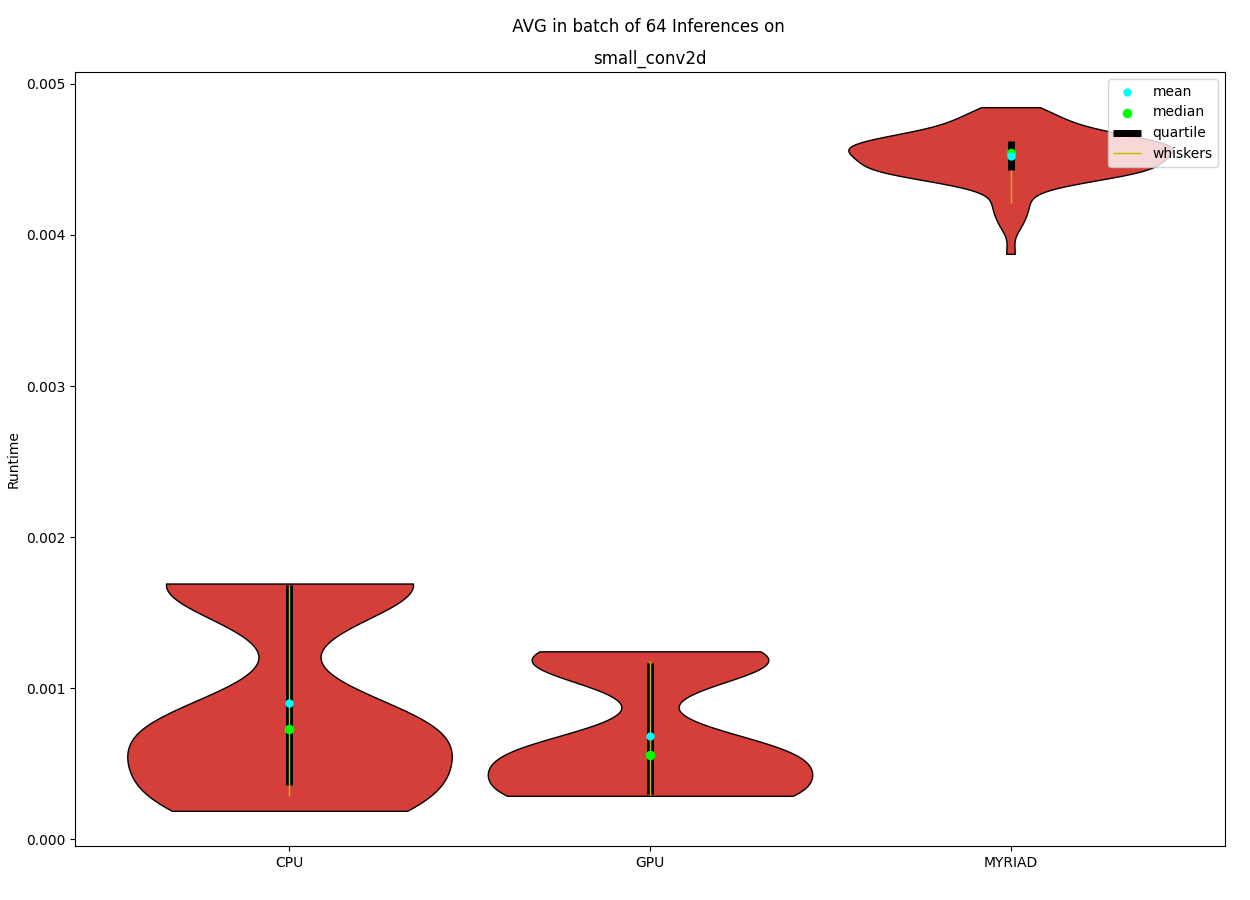 AVG in batch of 64 Inferences on
small_conv2d
0.005
0.004
0.003
0.002
0.001
0.000
Runtime
mean
median
quartile
whiskers
CPU
GPU
MYRIAD